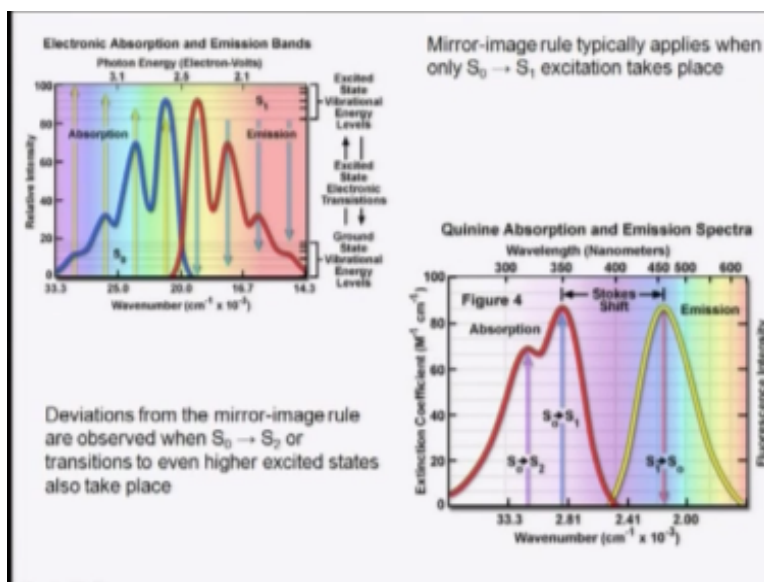 Electronic Absorption and Emission Bands
Photon Energy (Electron-Volts)
3.1 2.5 2.1
100
80
60
40
20
0
Relative Intensity
Absorption
Emission
S1
S0
33.3 25.0 20.0 16.7 14.3
Wavenumber (cm-1 x 10-3)
Excited
State
Vibrational
Energy
Levels
Excited
State
Electronic
Transistions
Ground
State
Vibrational
Energy
Levels
Mirror-image rule typically applies when
only S0 → S1 excitation takes place
Deviations from the mirror-image rule
are observed when S0 → S2 or
transitions to even higher excited states
also take place
Quinine Absorption and Emission Spectra
Wavelength (Nanometers)
300 350 400 450 500 600
100
80
60
40
20
0
Extinction Coefficient (M-1 cm-1)
Figure 4
Stokes
Shift
Absorption
Emission
S0→S1
S0→S2
S1→S0
Fluorescence Intensity
33.3 2.81 2.41 2.00
Wavenumber (cm-1 x 10-3)